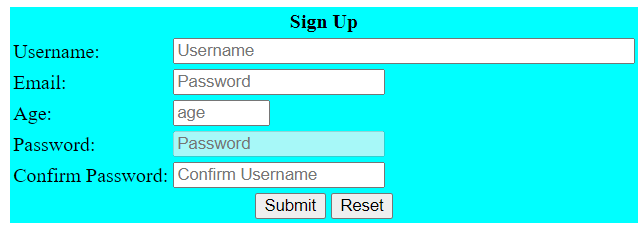 Sign Up
Username: Username
Email: Password
Age: age
Password: Password
Confirm Password: Confirm Username
Submit Reset